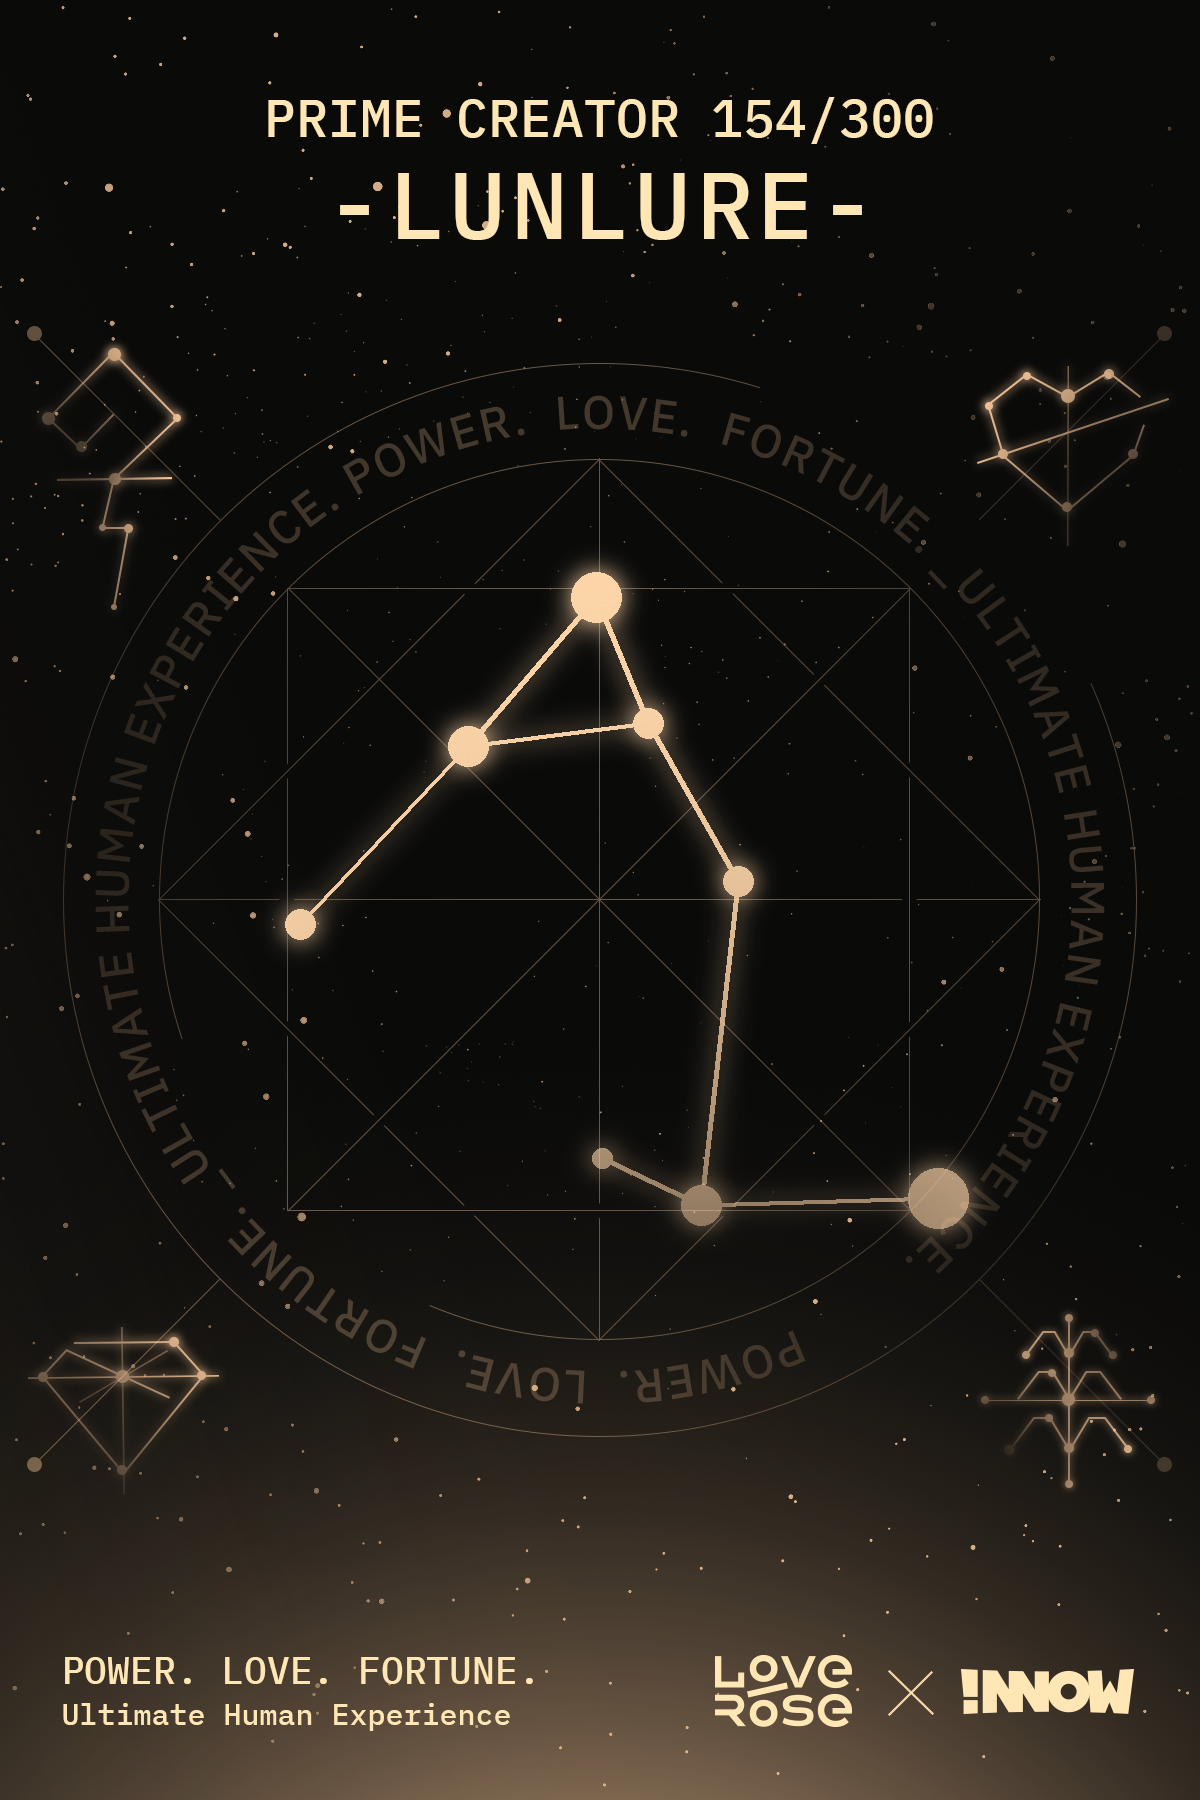 PRIME CREATOR 154/300
-LUNLURE-
POWER. LOVE. FORTUNE. – ULTIMATE HUMAN EXPERIENCE.
POWER. LOVE. FORTUNE. – ULTIMATE HUMAN EXPERIENCE.
POWER. LOVE. FORTUNE.
Ultimate Human Experience
LOVE
ROSE
!NNOW